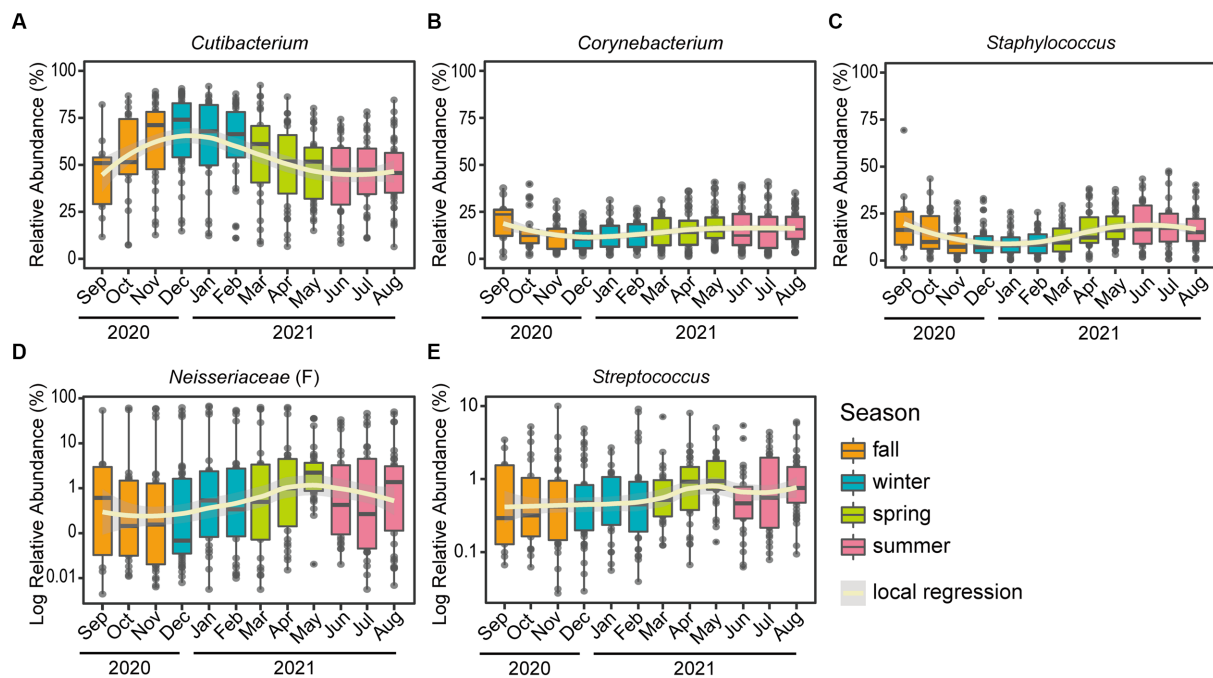 A
Cutibacterium
Relative Abundance (%)
100
75
50
25
0
Sep Oct Nov Dec Jan Feb Mar Apr May Jun Jul Aug
2020 2021
B
Corynebacterium
Relative Abundance (%)
100
75
50
25
0
Sep Oct Nov Dec Jan Feb Mar Apr May Jun Jul Aug
2020 2021
C
Staphylococcus
Relative Abundance (%)
100
75
50
25
0
Sep Oct Nov Dec Jan Feb Mar Apr May Jun Jul Aug
2020 2021
D
Neisseriaceae (F)
Log Relative Abundance (%)
100
10
1
0
0.01
Sep Oct Nov Dec Jan Feb Mar Apr May Jun Jul Aug
2020 2021
E
Streptococcus
Log Relative Abundance (%)
10
1
0.1
Sep Oct Nov Dec Jan Feb Mar Apr May Jun Jul Aug
2020 2021
Season
fall
winter
spring
summer
local regression